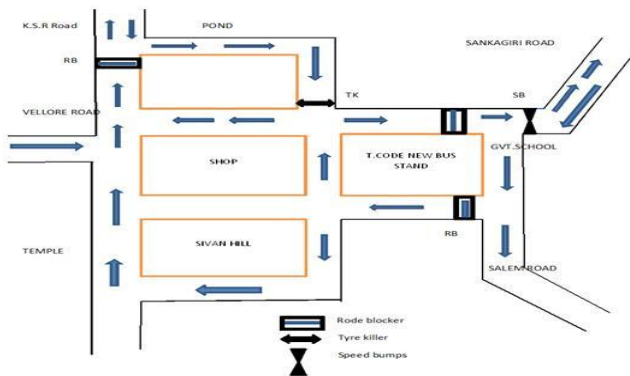 K.S.R Road
POND
SANKAGIRI ROAD
RB
TK
SB
VELLORE ROAD
SHOP
T.CODE NEW BUS
STAND
GVT.SCHOOL
RB
TEMPLE
SIVAN HILL
SALEM ROAD
Rode blocker
Tyre killer
Speed bumps